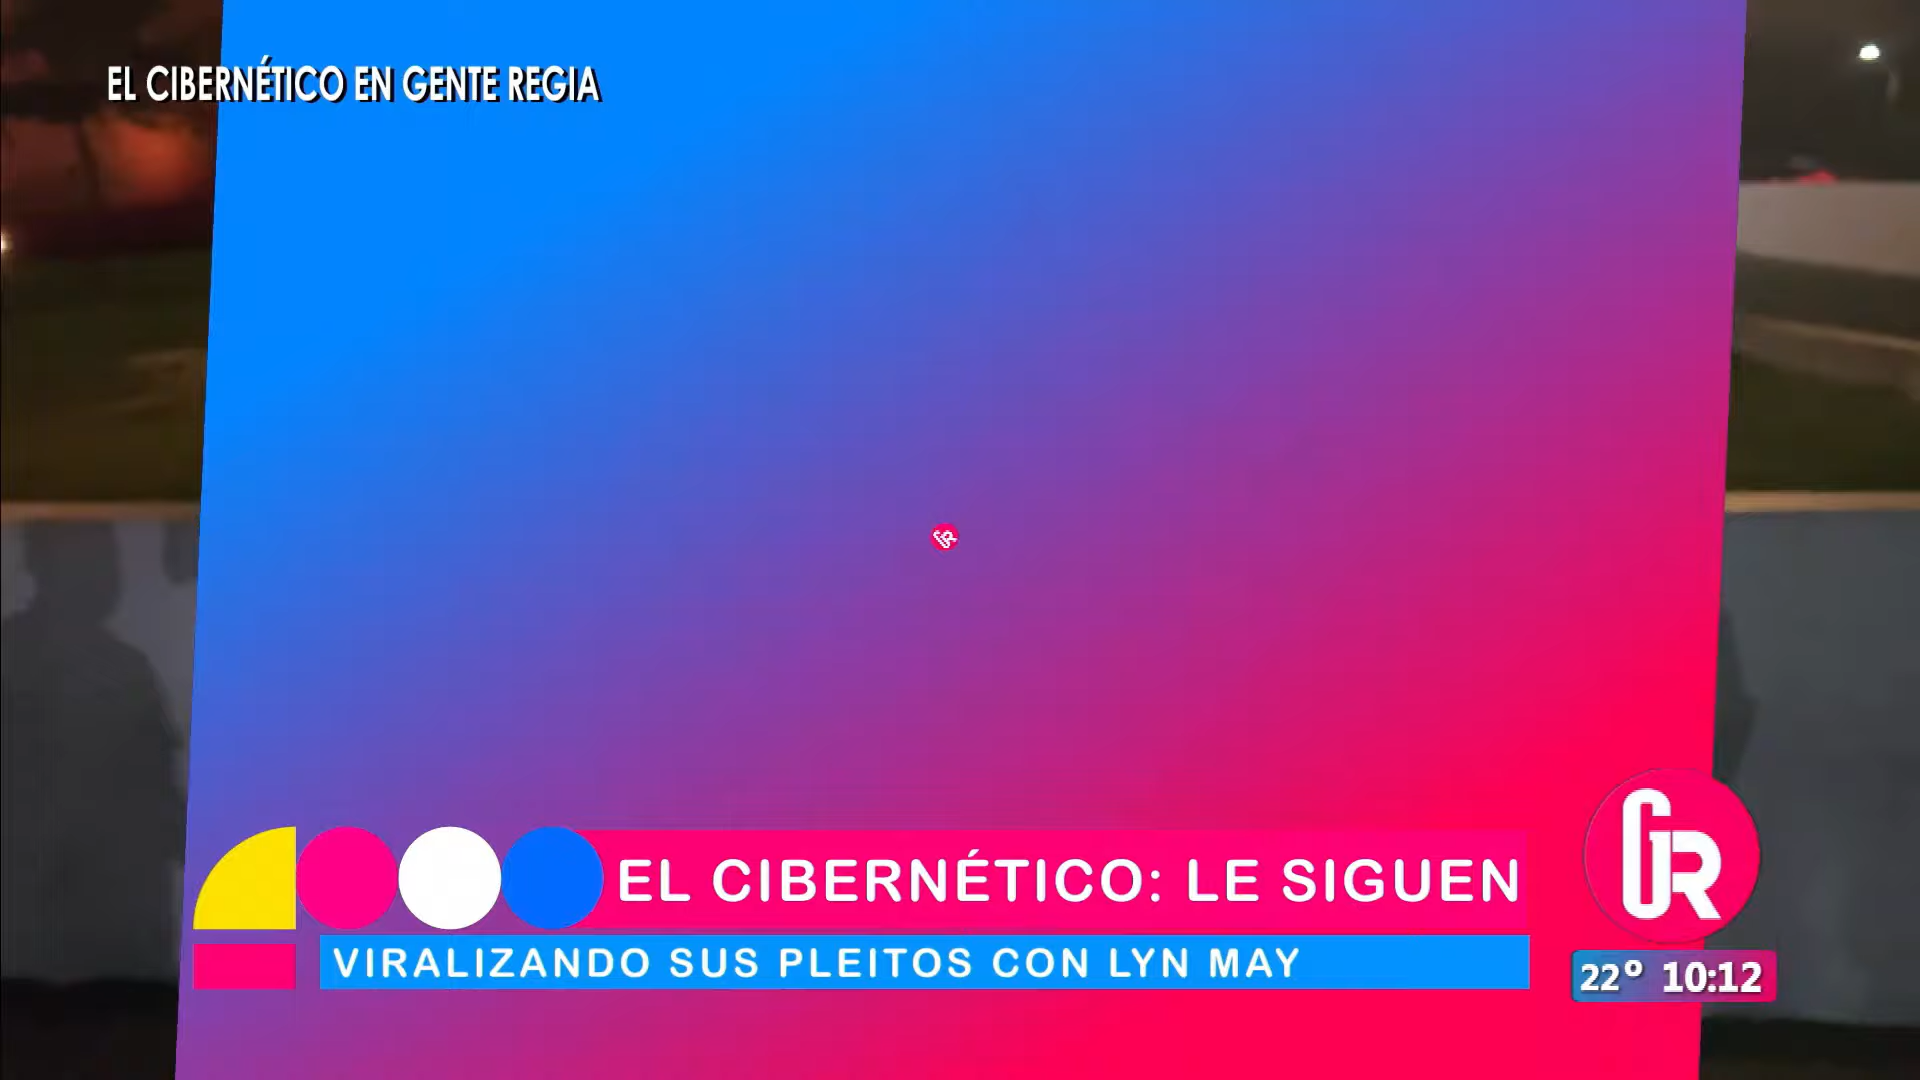 EL CIBERNÉTICO EN GENTE REGIA
GR
EL CIBERNÉTICO: LE SIGUEN
VIRALIZANDO SUS PLEITOS CON LYN MAY
GR
22° 10:12